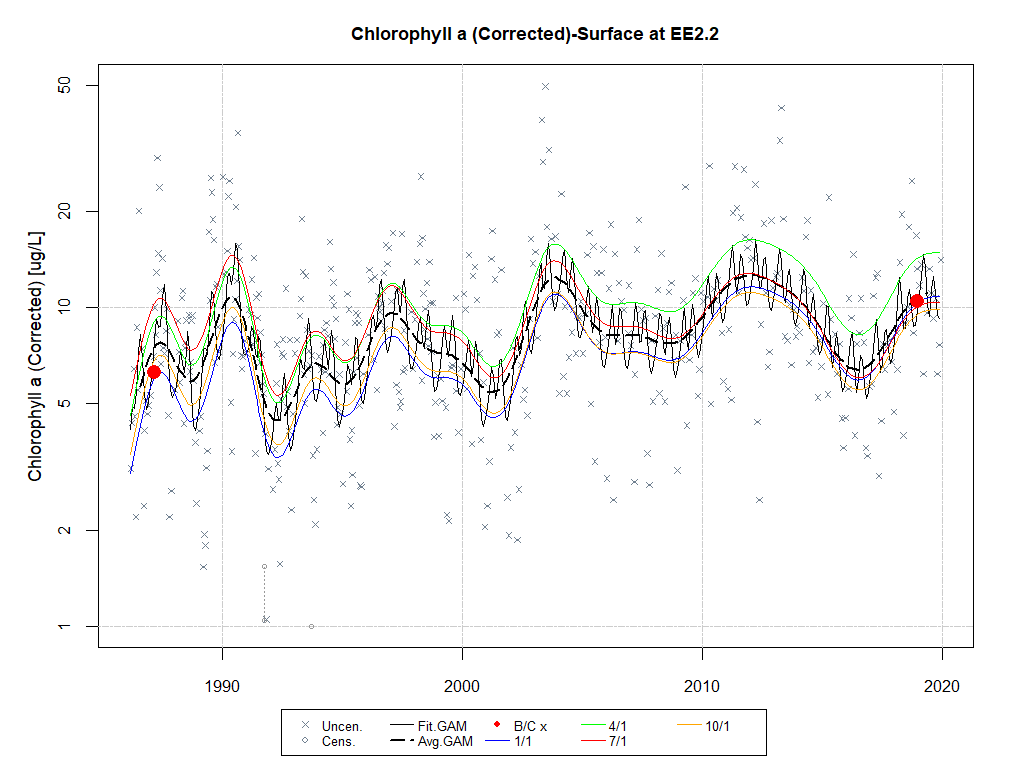 Chlorophyll a (Corrected)-Surface at EE2.2
Chlorophyll a (Corrected) [ug/L]
50
20
10
5
2
1
1990 2000 2010 2020
Uncen. Fit.GAM B/C x 4/1 10/1
Cens. Avg.GAM 1/1 7/1